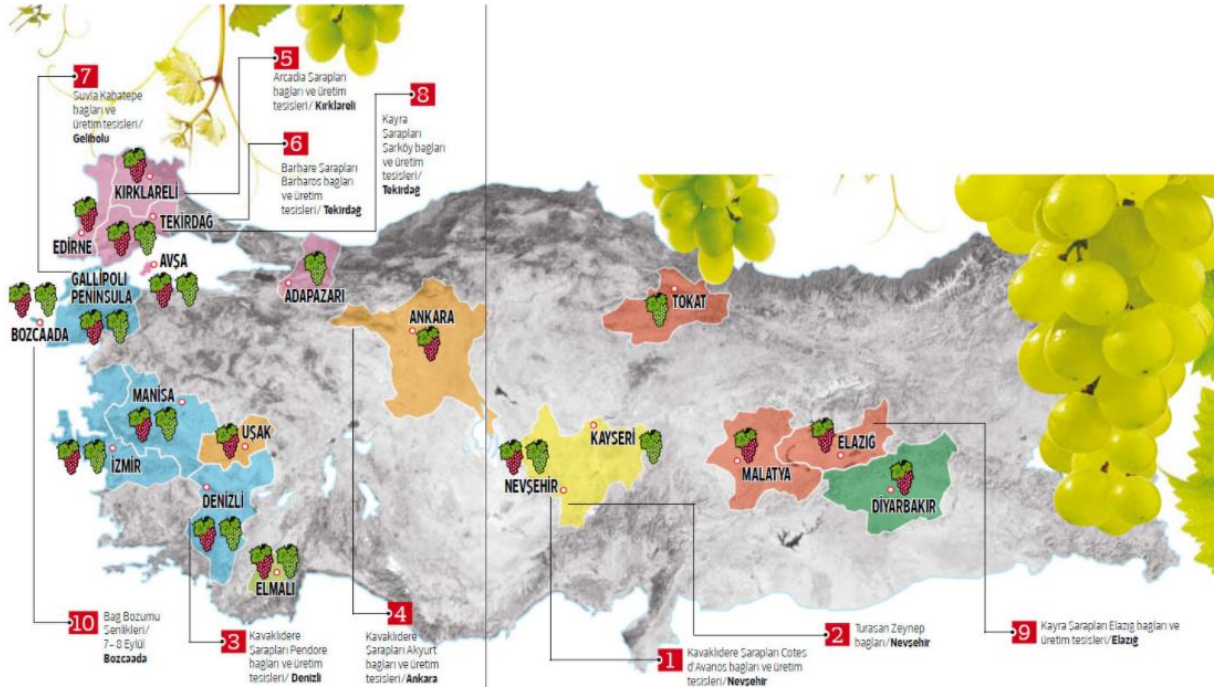 5
Arcadia Şarapları
bağları ve üretim
tesisleri/ Kırklareli
7
Suvla Kabatepe
bağları ve
üretim tesisleri/
Gelibolu
8
Kayra
Şarapları
Şarköy bağları
ve üretim
tesisleri/
Tekirdağ
6
Barbare Şarapları
Barbaros bağları
ve üretim
tesisleri/ Tekirdağ
KIRKLARELİ
TEKİRDAĞ
EDİRNE
AVŞA
GALLİPOLİ
PENINSULA
ADAPAZARI
BOZCAADA
ANKARA
TOKAT
MANİSA
UŞAK
İZMİR
DENİZLİ
ELMALI
KAYSERİ
NEVŞEHİR
MALATYA
ELAZIĞ
DİYARBAKIR
10
Bag Bozumu
Şenlikleri/
7-8 Eylül
Bozcaada
3
Kavaklıdere
Şarapları Pendore
bağları ve üretim
tesisleri/ Denizli
4
Kavaklıdere
Şarapları Akyurt
bağları ve üretim
tesisleri/Ankara
1
Kavaklıdere Şarapları Cotes
d'Avanos bağları ve üretim
tesisleri/Nevşehir
2
Turasan Zeynep
bağları/Nevşehir
9
Kayra Şarapları Elazığ bağları ve
üretim tesisleri/Elazığ